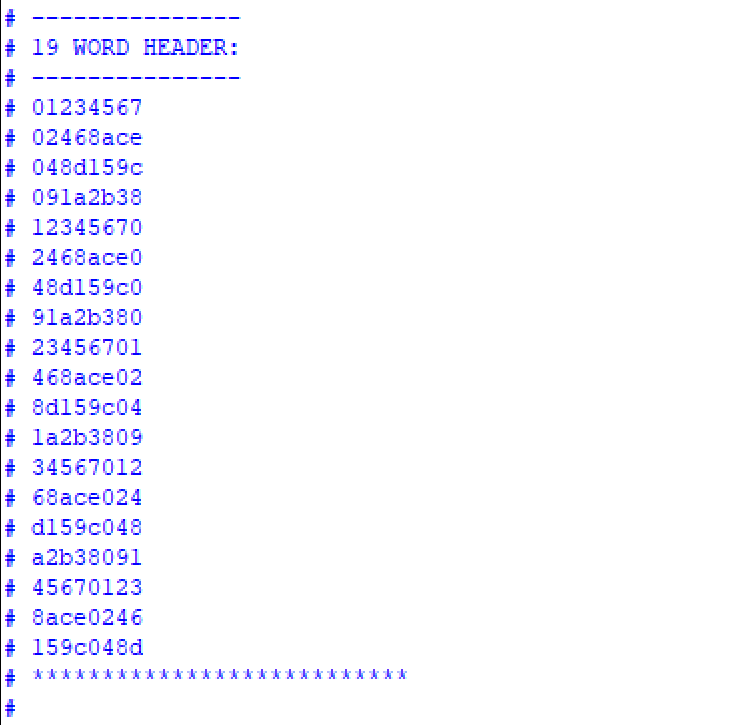 # ---------------
# 19 WORD HEADER:
# ---------------
# 01234567
# 02468ace
# 048d159c
# 091a2b38
# 12345670
# 2468ace0
# 48d159c0
# 91a2b380
# 23456701
# 468ace02
# 8d159c04
# 1a2b3809
# 34567012
# 68ace024
# d159c048
# a2b38091
# 45670123
# 8ace0246
# 159c048d
# ***************************
#